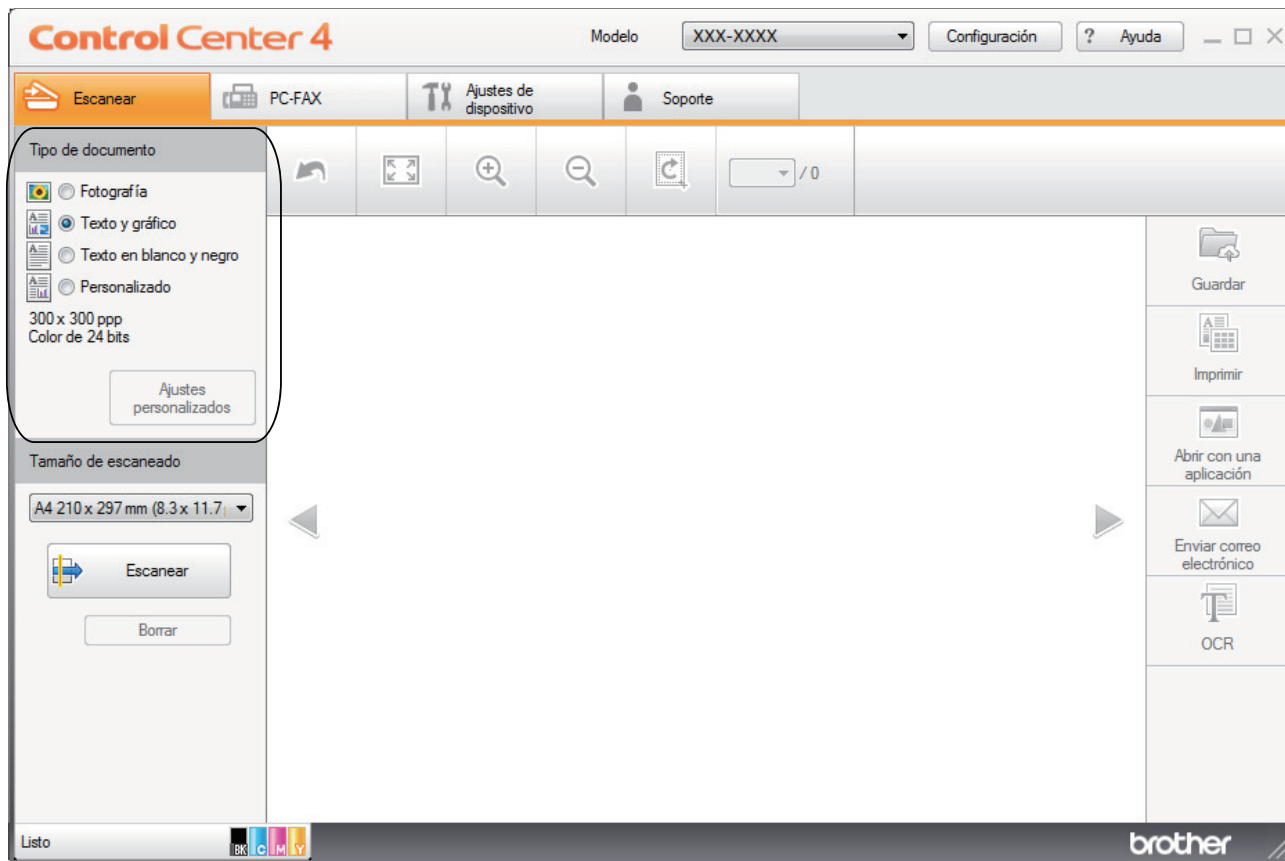 Control Center 4
Modelo
XXX-XXXX
Configuración
? Ayuda
Escanear
PC-FAX
Ajustes de
dispositivo
Soporte
Tipo de documento
Fotografía
Texto y gráfico
Texto en blanco y negro
Personalizado
300 x 300 ppp
Color de 24 bits
Ajustes
personalizados
/ 0
Tamaño de escaneado
A4 210 x 297 mm (8.3 x 11.7
Escanear
Borrar
Guardar
Imprimir
Abrir con una
aplicación
Enviar correo
electrónico
OCR
Listo
BK C M Y
brother